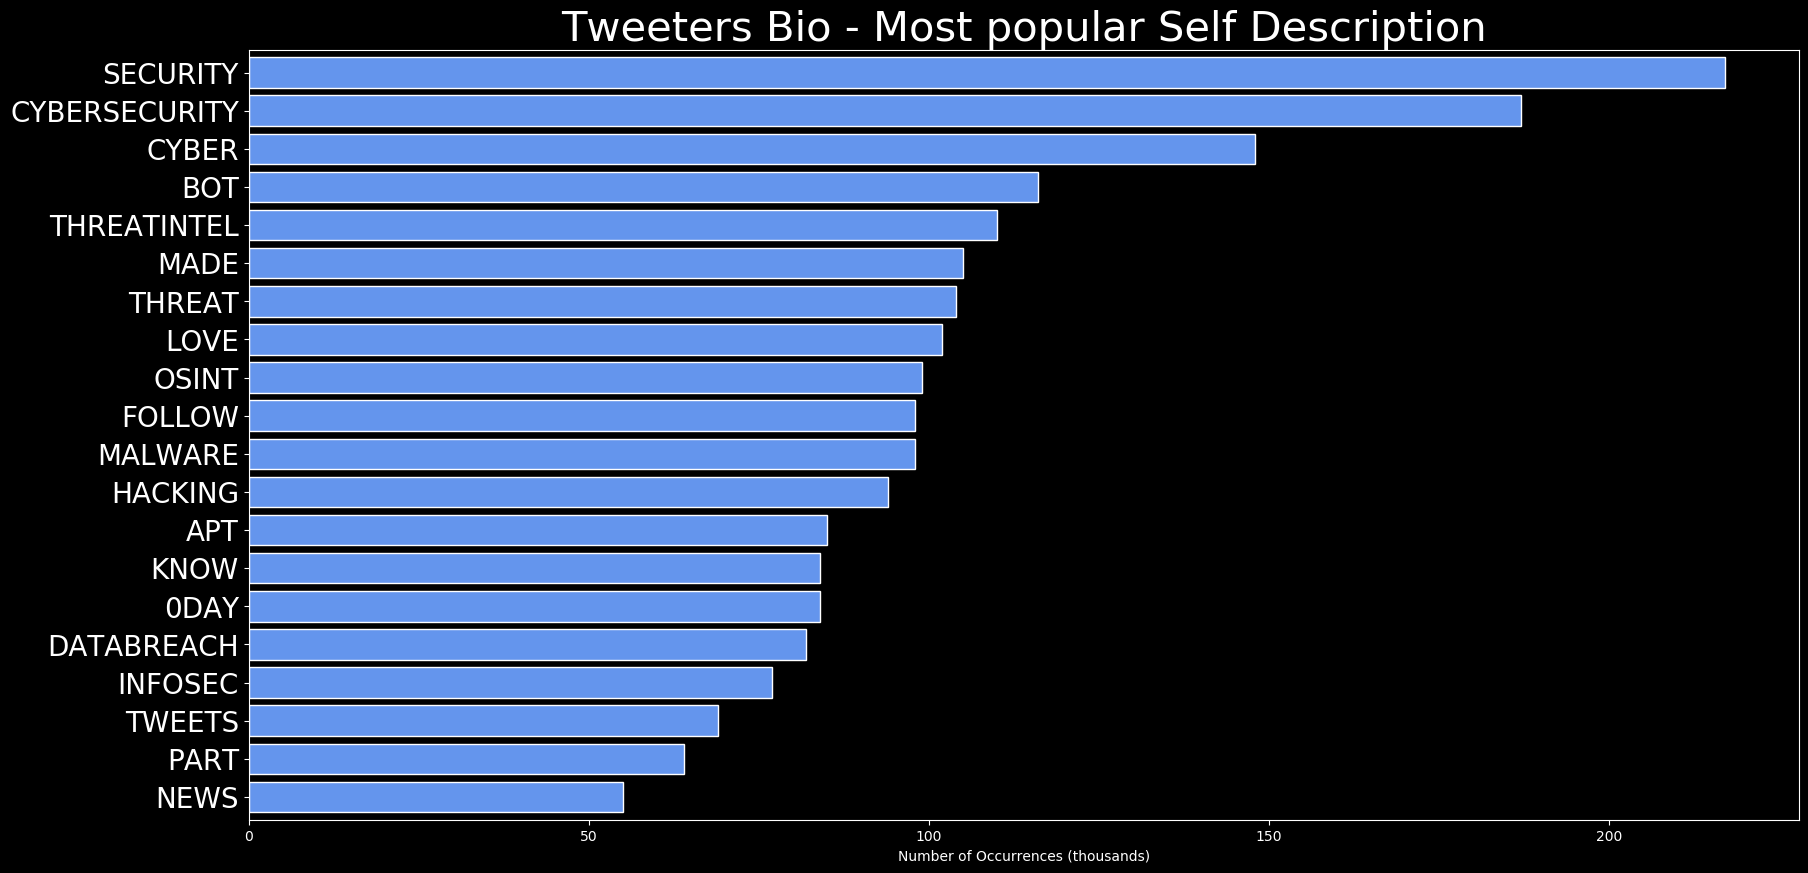 Tweeters Bio - Most popular Self Description
SECURITY
CYBERSECURITY
CYBER
BOT
THREATINTEL
MADE
THREAT
LOVE
OSINT
FOLLOW
MALWARE
HACKING
APT
KNOW
0DAY
DATABREACH
INFOSEC
TWEETS
PART
NEWS
0 50 100 150 200
Number of Occurrences (thousands)